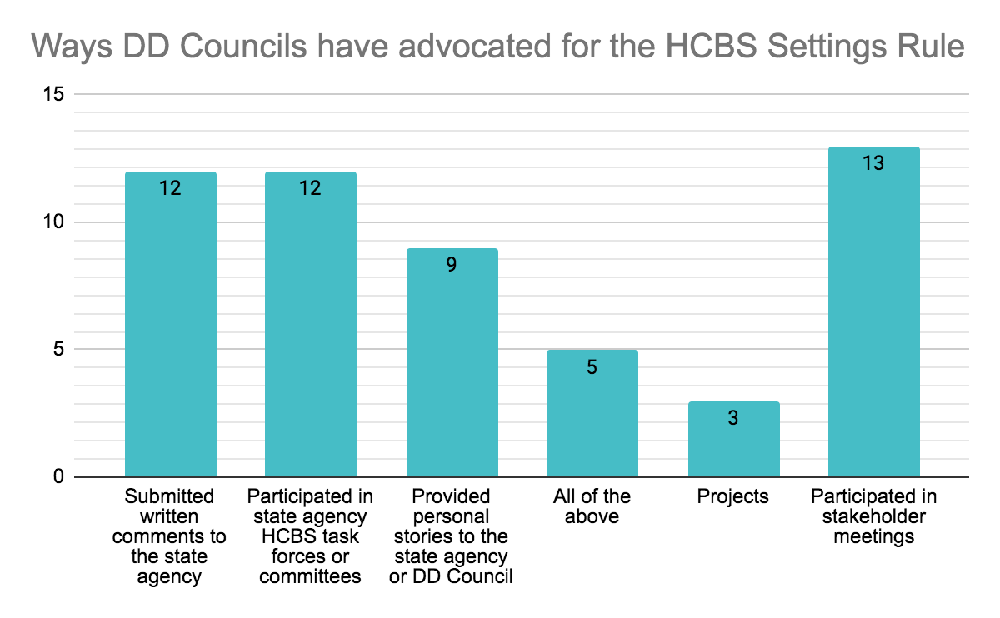 Ways DD Councils have advocated for the HCBS Settings Rule
15
10
5
0
12
12
9
5
3
13
Submitted
written
comments to
the state
agency
Participated in
state agency
HCBS task
forces or
committees
Provided
personal
stories to the
state agency
or DD Council
All of the
above
Projects
Participated in
stakeholder
meetings